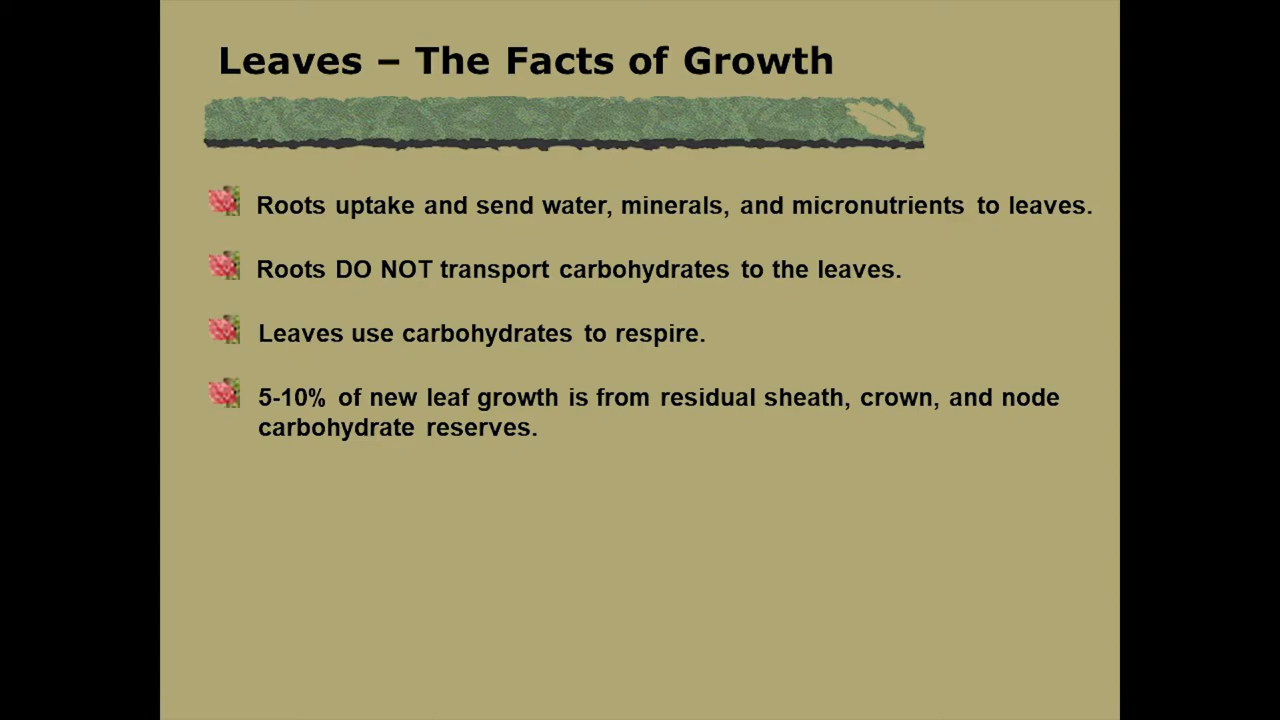 Leaves – The Facts of Growth
Roots uptake and send water, minerals, and micronutrients to leaves.
Roots DO NOT transport carbohydrates to the leaves.
Leaves use carbohydrates to respire.
5-10% of new leaf growth is from residual sheath, crown, and node
carbohydrate reserves.